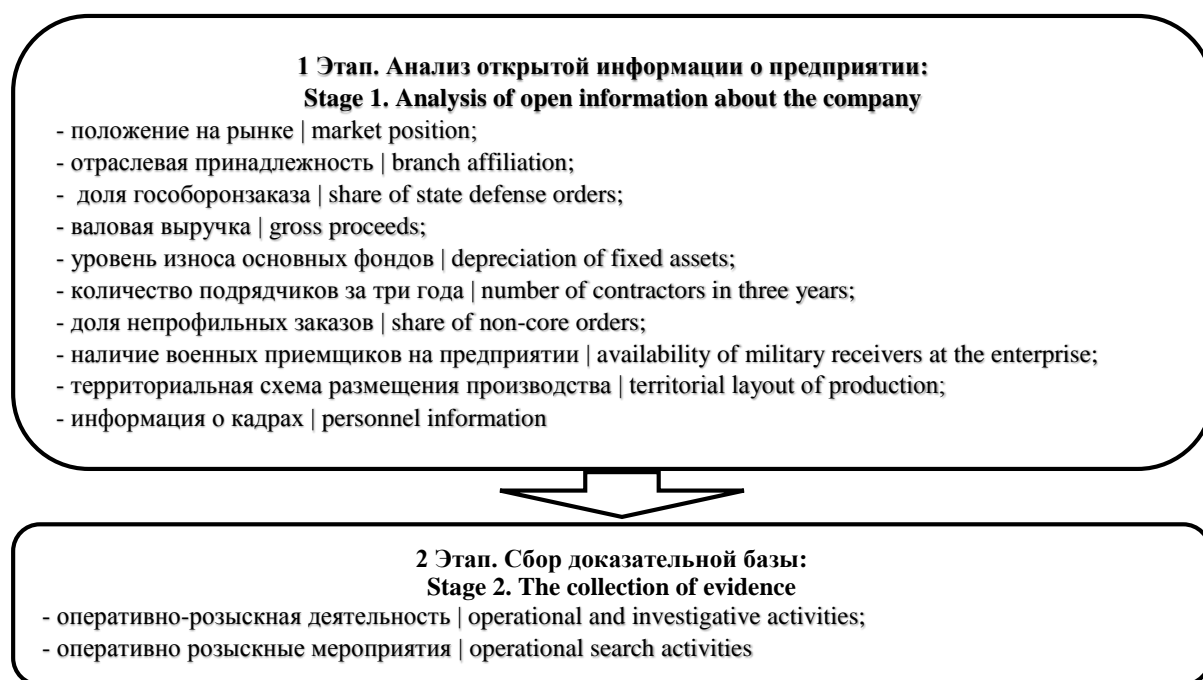 1 Этап. Анализ открытой информации о предприятии:
Stage 1. Analysis of open information about the company
- положение на рынке | market position;
- отраслевая принадлежность | branch affiliation;
- доля гособоронзаказа | share of state defense orders;
- валовая выручка | gross proceeds;
- уровень износа основных фондов | depreciation of fixed assets;
- количество подрядчиков за три года | number of contractors in three years;
- доля непрофильных заказов | share of non-core orders;
- наличие военных приемщиков на предприятии | availability of military receivers at the enterprise;
- территориальная схема размещения производства | territorial layout of production;
- информация о кадрах | personnel information
2 Этап. Сбор доказательной базы:
Stage 2. The collection of evidence
- оперативно-розыскная деятельность | operational and investigative activities;
- оперативно розыскные мероприятия | operational search activities